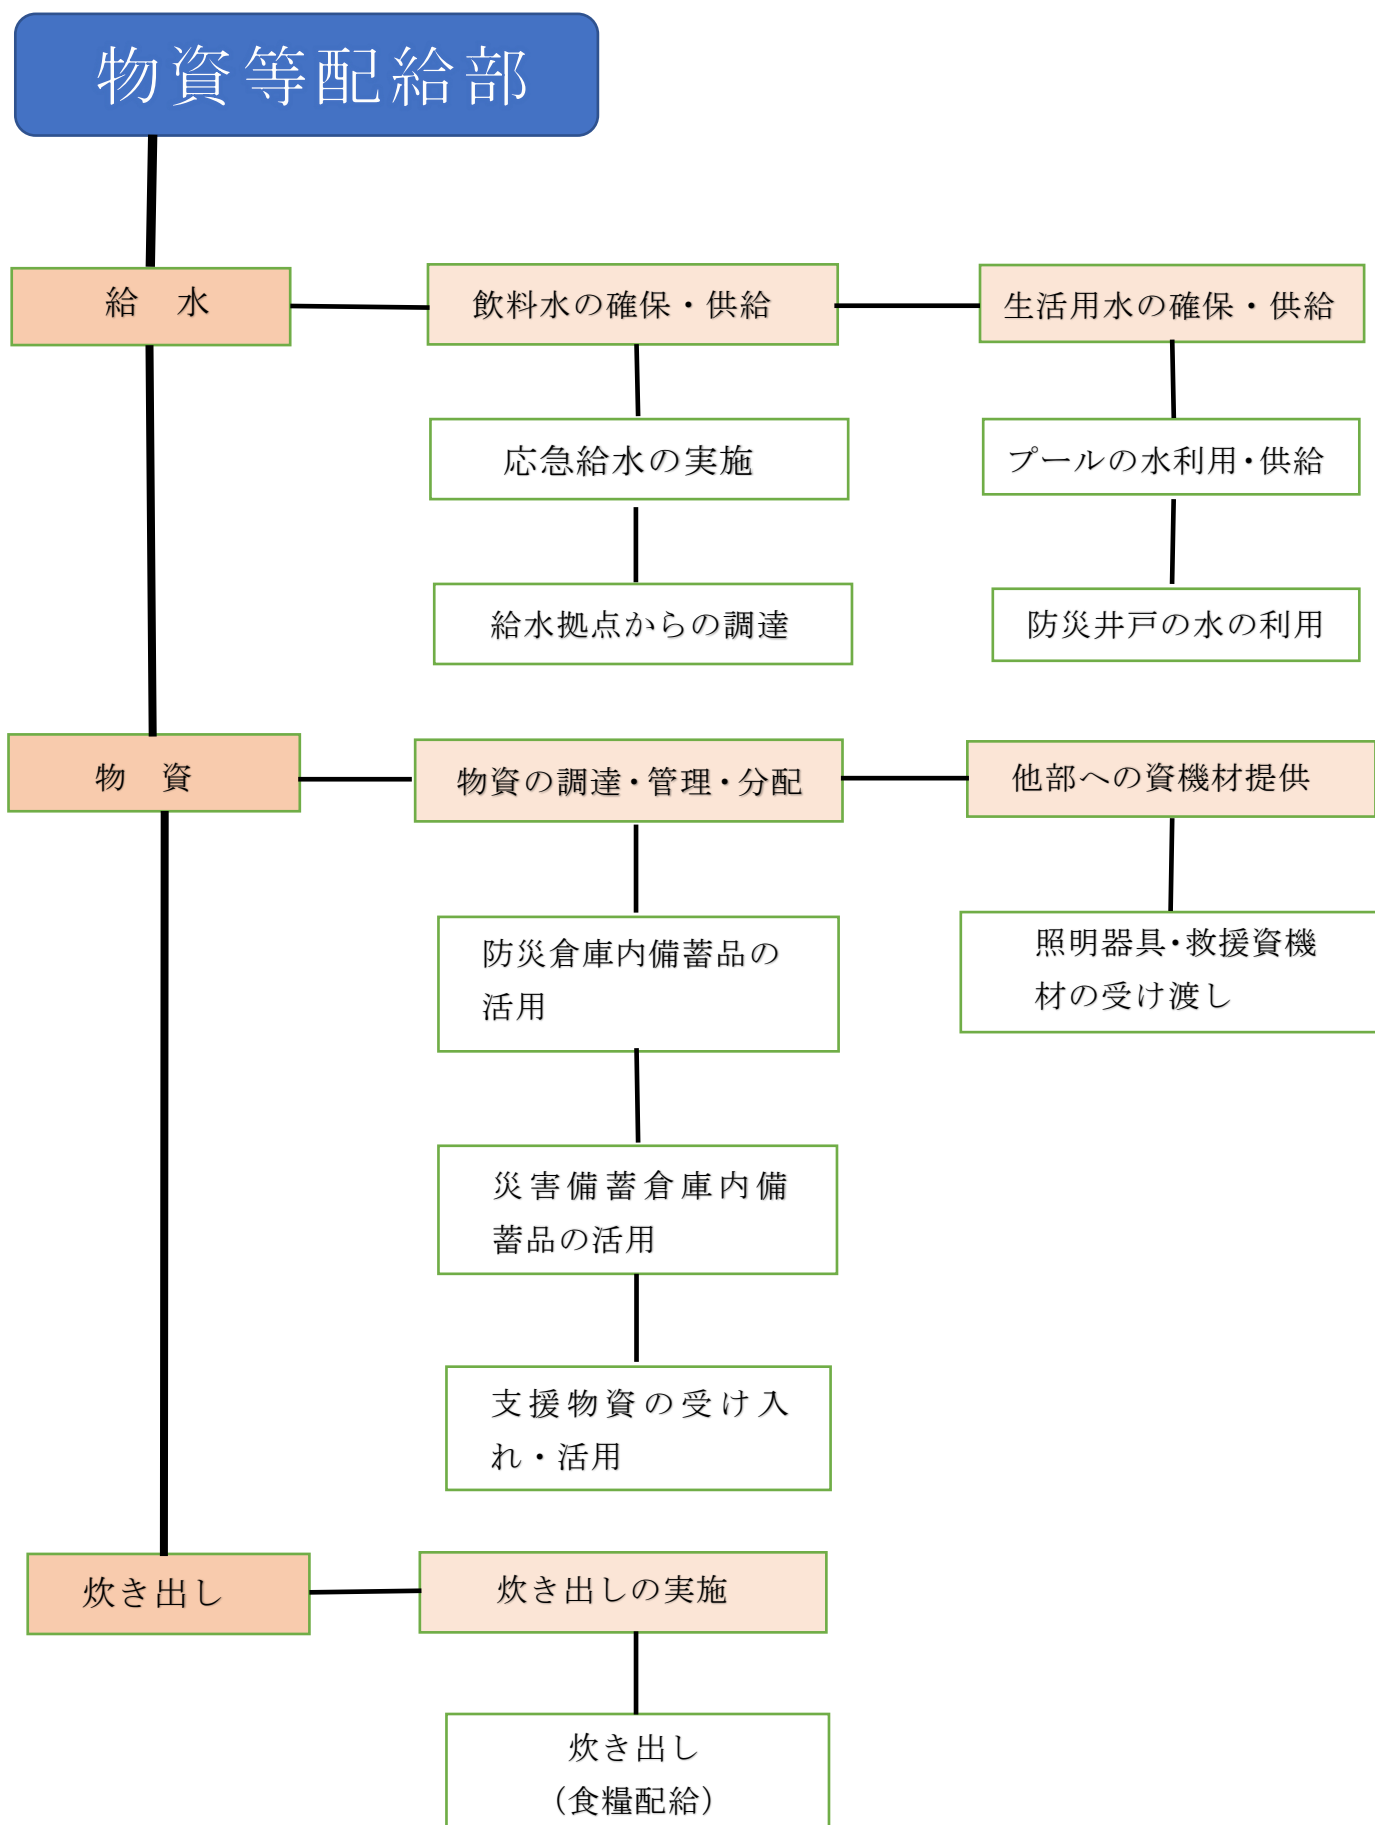 物資等配給部
給　水
飲料水の確保・供給
生活用水の確保・供給
応急給水の実施
プールの水利用・供給
給水拠点からの調達
防災井戸の水の利用
物　資
物資の調達・管理・分配
他部への資機材提供
防災倉庫内備蓄品の
活用
照明器具・救援資機
材の受け渡し
災害備蓄倉庫内備
蓄品の活用
支援物資の受け入
れ・活用
炊き出し
炊き出しの実施
炊き出し
（食糧配給）